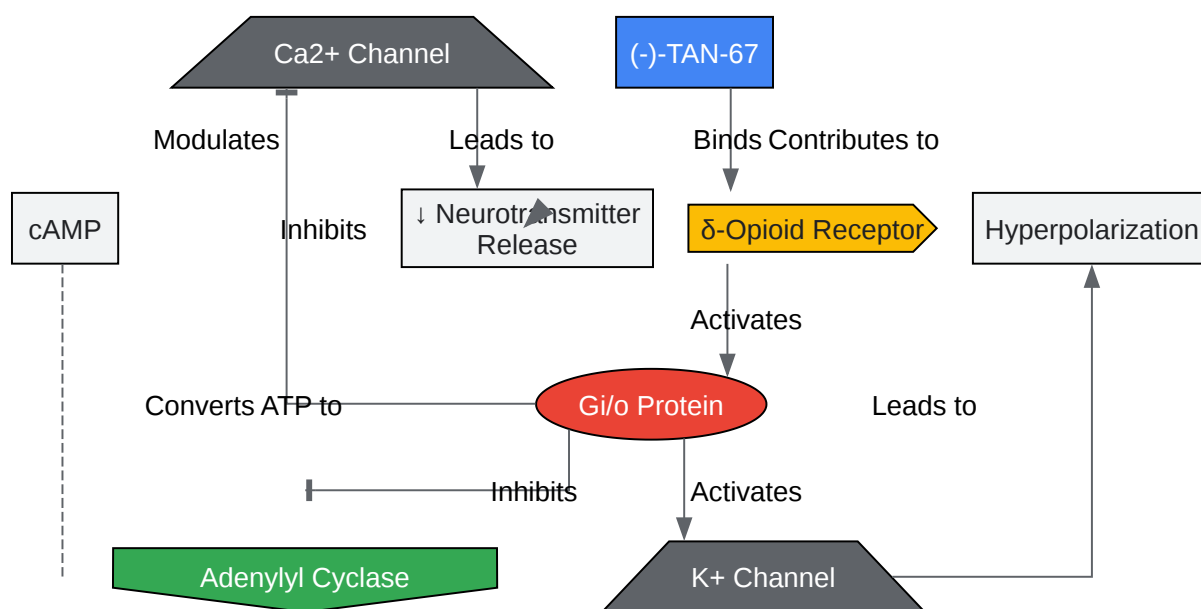 Ca2+ Channel
(-)-TAN-67
Modulates
Leads to
Binds
Contributes to
cAMP
Inhibits
↓ Neurotransmitter
Release
δ-Opioid Receptor
Hyperpolarization
Activates
Converts ATP to
Gi/o Protein
Leads to
Inhibits
Activates
Adenylyl Cyclase
K+ Channel